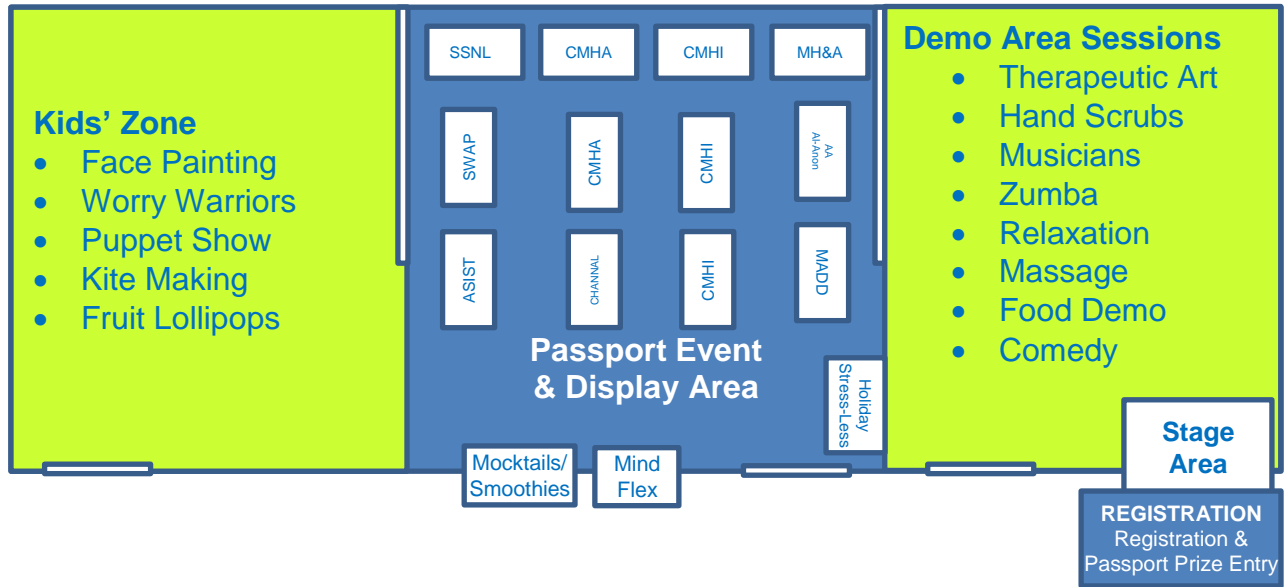 Kids' Zone
• Face Painting
• Worry Warriors
• Puppet Show
• Kite Making
• Fruit Lollipops
SSNL
CMHA
CMHI
MH&A
SWAP
CMHA
CMHI
AA
Al-Anon
ASIST
CHANNAL
CMHI
MADD
Passport Event
& Display Area
Holiday
Stress-Less
Mocktails/
Smoothies
Mind
Flex
Demo Area Sessions
• Therapeutic Art
• Hand Scrubs
• Musicians
• Zumba
• Relaxation
• Massage
• Food Demo
• Comedy
Stage
Area
REGISTRATION
Registration &
Passport Prize Entry